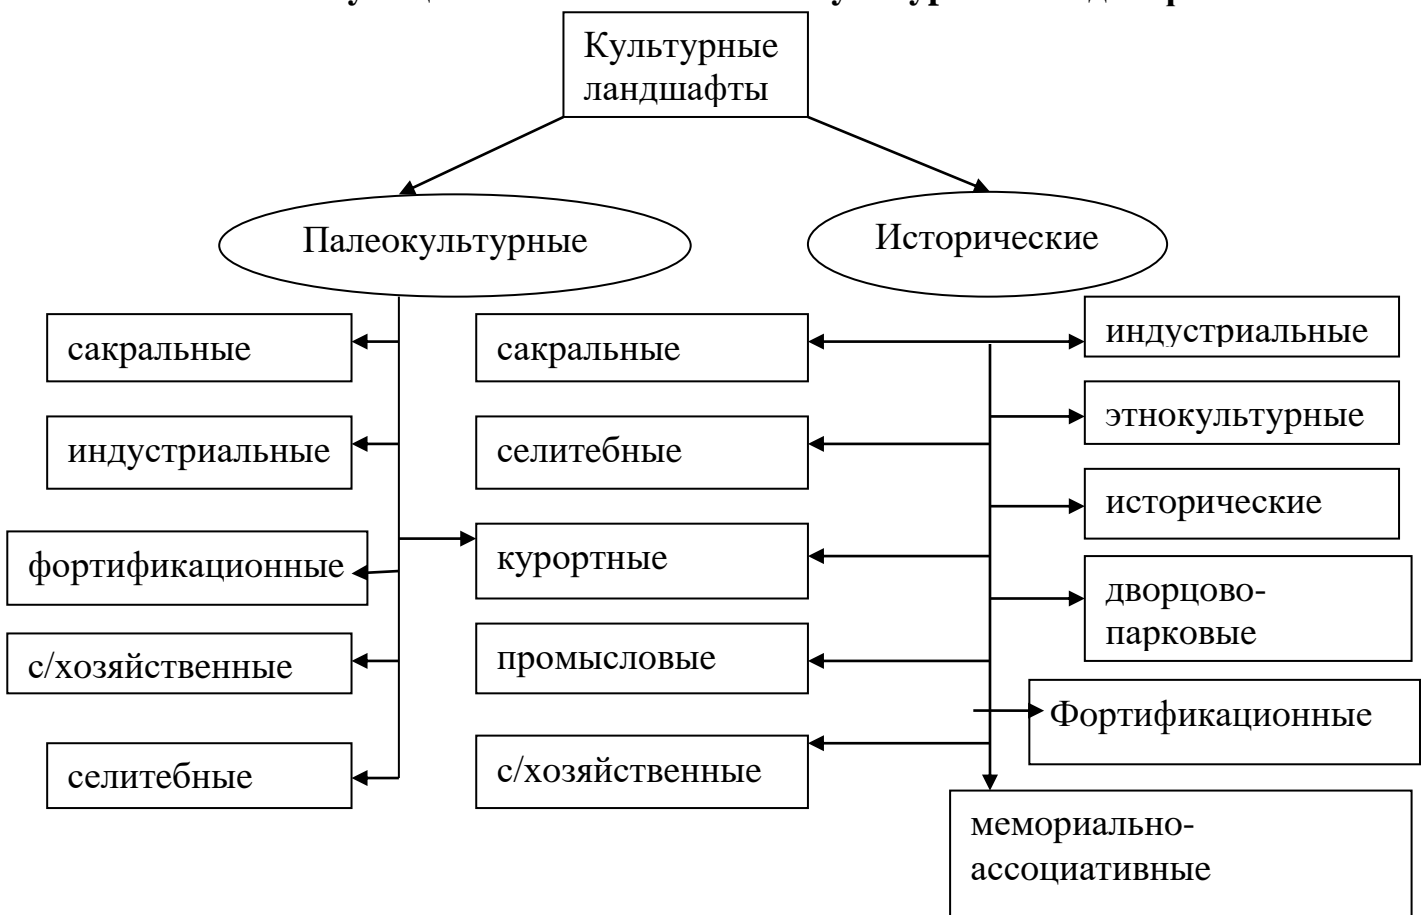 Культурные
ландшафты
Палеокультурные
Исторические
сакральные
сакральные
индустриальные
индустриальные
селитебные
этнокультурные
фортификационные
курортные
исторические
с/хозяйственные
промысловые
дворцово-
парковые
селитебные
с/хозяйственные
Фортификационные
мемориально-
ассоциативные